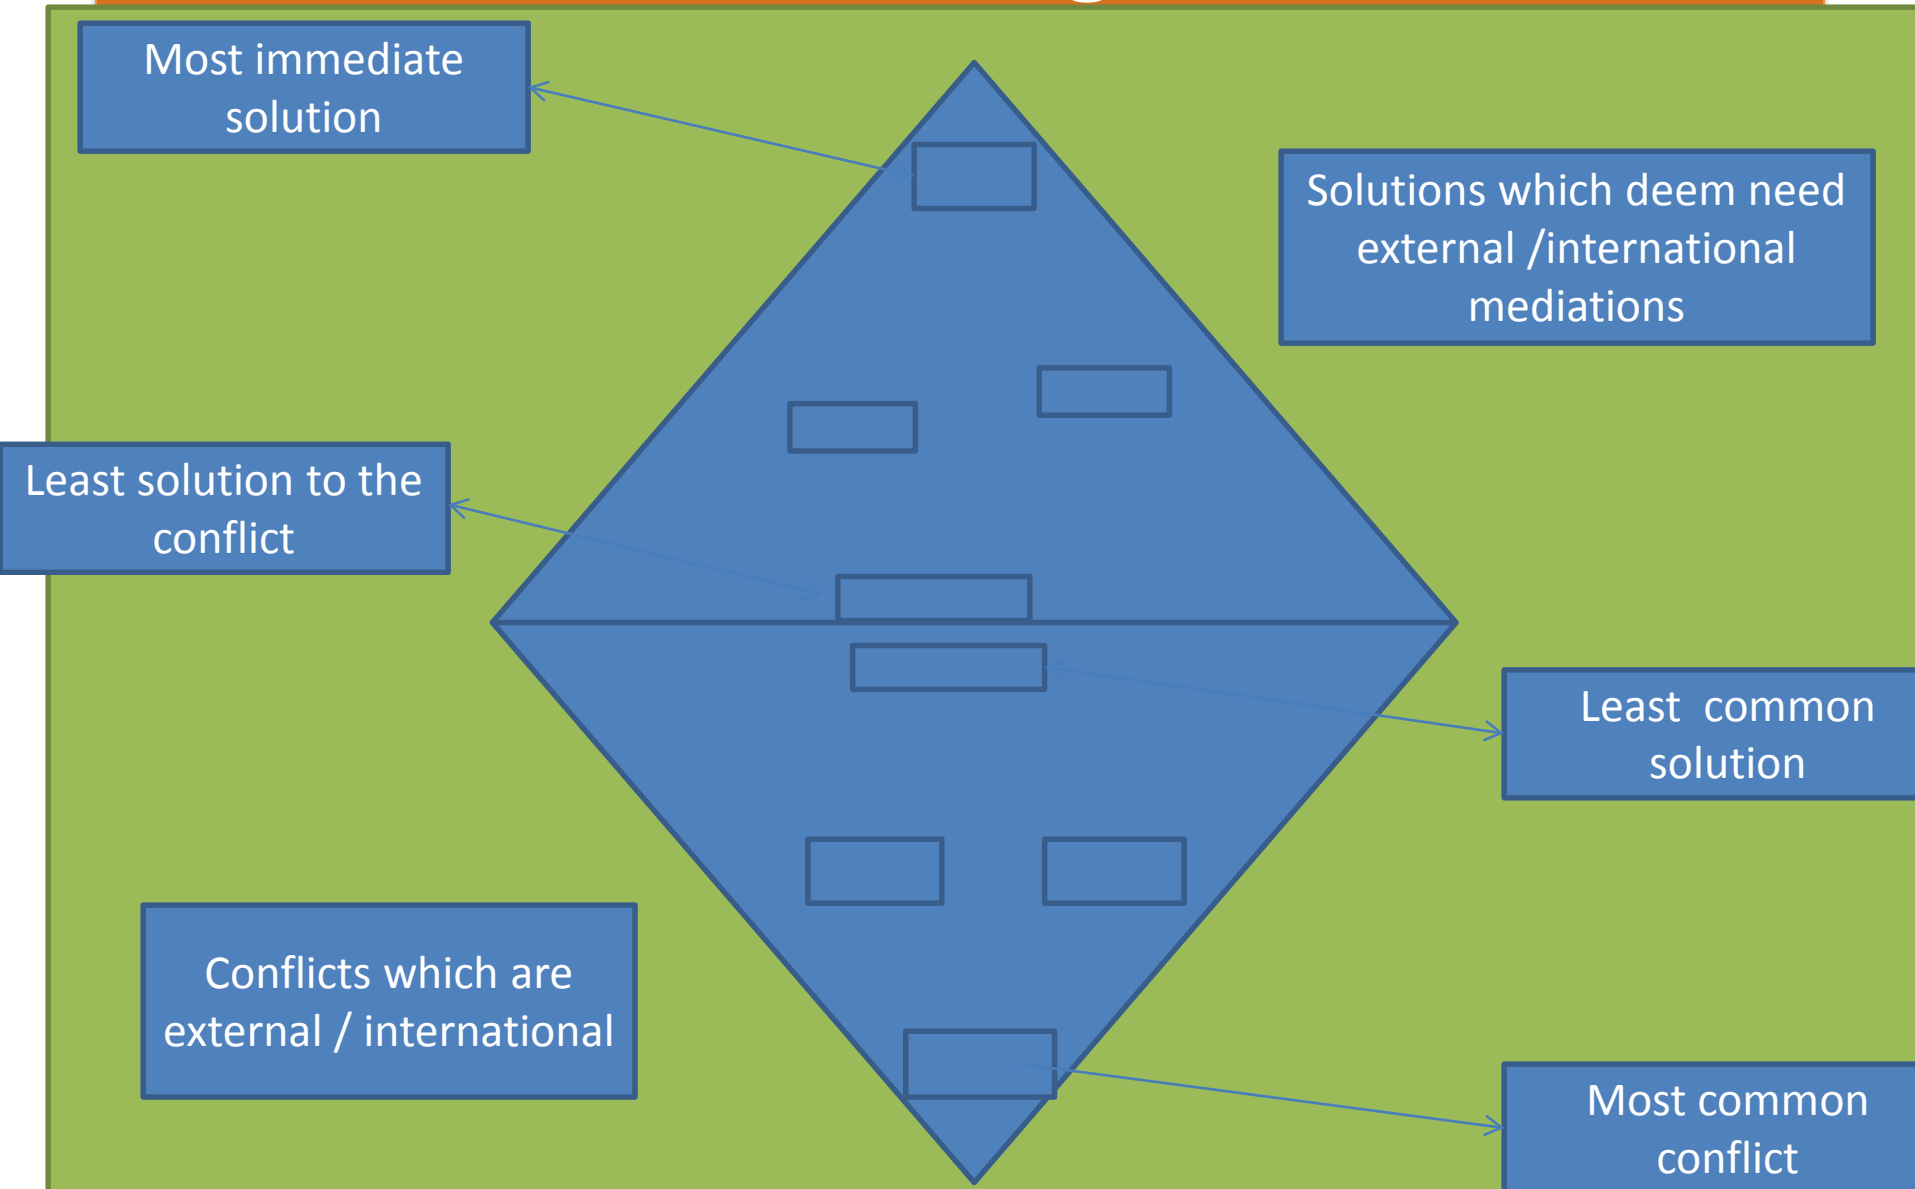 Most immediate
solution
Solutions which deem need
external /international
mediations
Least solution to the
conflict
Least  common
solution
Conflicts which are
external / international
Most common
conflict